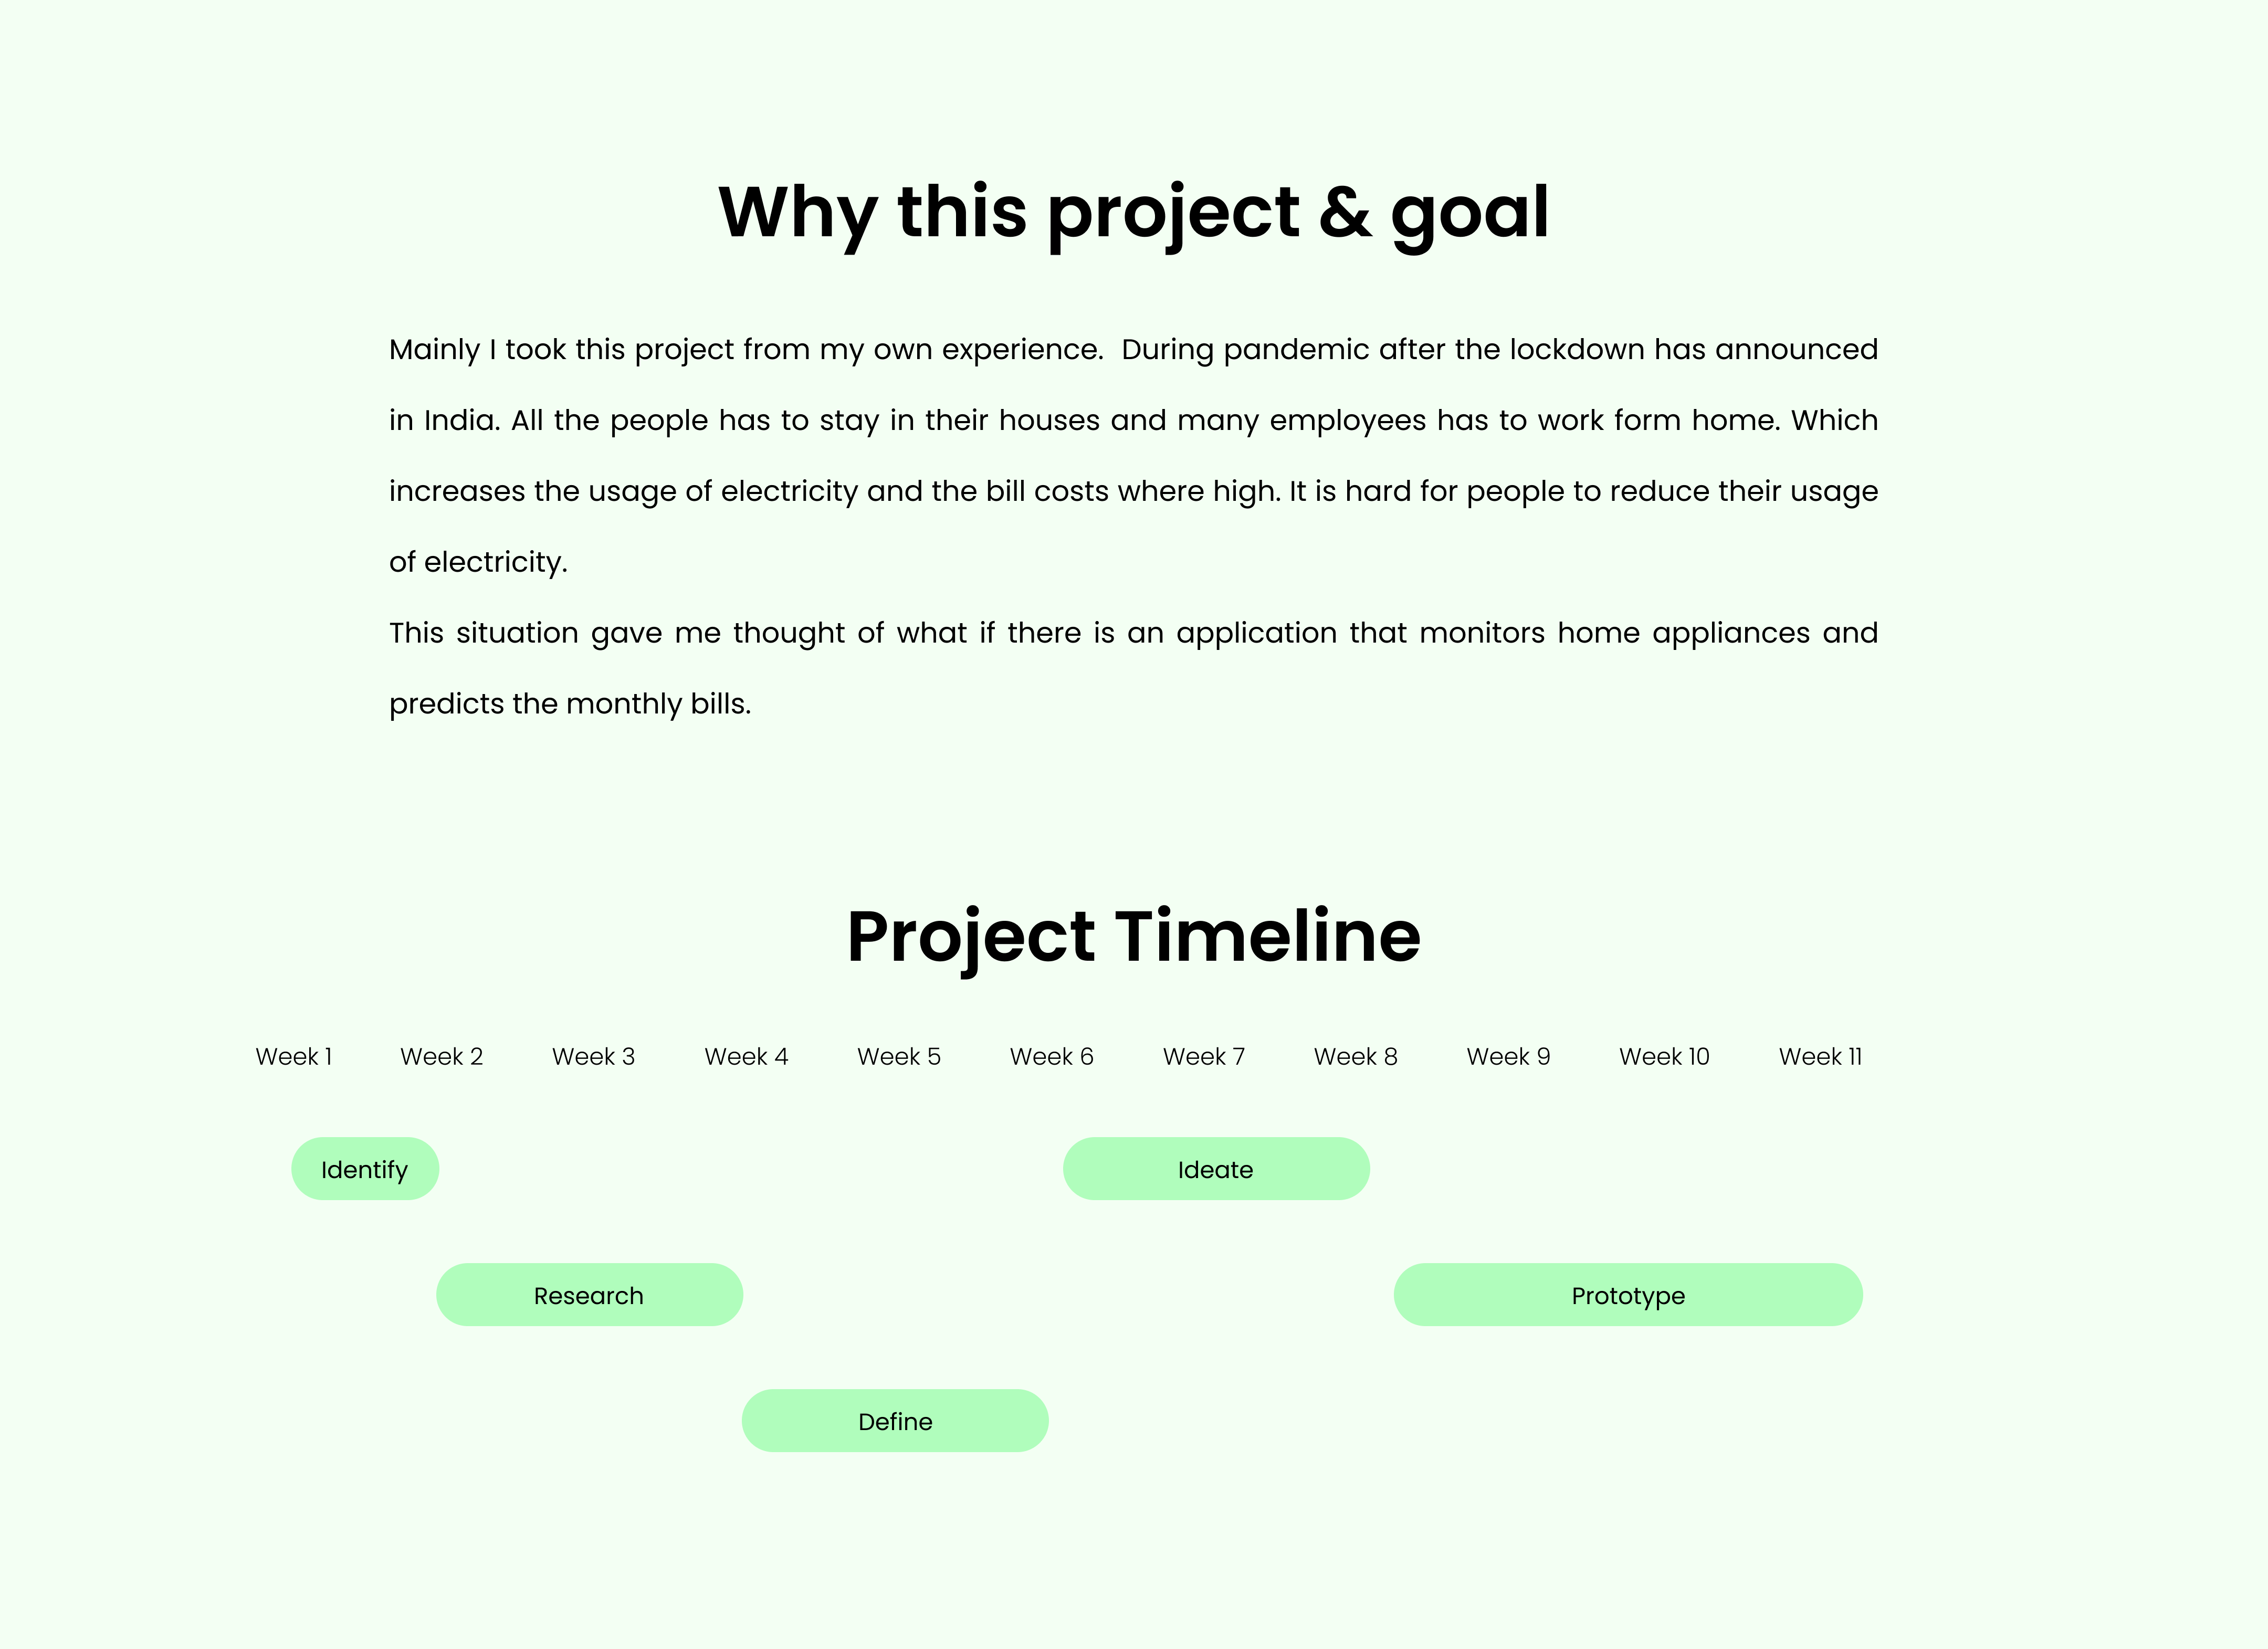 Why this project & goal
Mainly I took this project from my own experience.  During pandemic after the lockdown has announced
in India. All the people has to stay in their houses and many employees has to work form home. Which
increases the usage of electricity and the bill costs where high. It is hard for people to reduce their usage
of electricity.
This situation gave me thought of what if there is an application that monitors home appliances and
predicts the monthly bills.
Project Timeline
Week 1 Week 2 Week 3 Week 4 Week 5 Week 6 Week 7 Week 8 Week 9 Week 10 Week 11
Identify Ideate
Research Prototype
Define